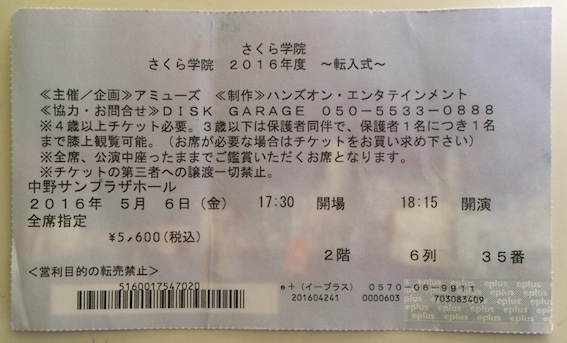 さくら学院
さくら学院 2016年度 ～転入式～
≪主催／企画≫アミューズ ≪制作≫ハンズオン・エンタテインメント
≪協力・お問合せ≫DISK GARAGE 050-5533-0888
※4歳以上チケット必要。3歳以下は保護者同伴で、保護者1名につき1名
まで膝上観覧可能。（お席が必要な場合はチケットをお買い求め下さい）
※全席、公演中座ったままでご鑑賞いただくお席となります。
※チケットの第三者への譲渡一切禁止。
中野サンプラザホール
2016年 5月 6日(金) 17:30 開場 18:15 開演
全席指定
¥5,600(税込)
2階 6列 35番
＜営利目的の転売禁止＞
5160017547020
e＋(イープラス) 0570-06-9911
201604241 0000603 703083409
eplus eplus eplus